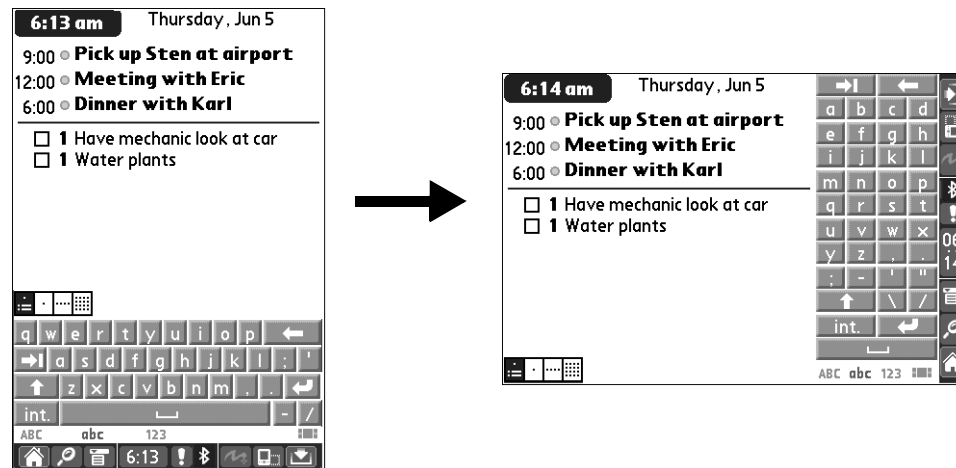 6:13 am Thursday, Jun 5
9:00 Pick up Sten at airport
12:00 Meeting with Eric
6:00 Dinner with Karl
1 Have mechanic look at car
1 Water plants
q w e r t y u i o p
a s d f g h j k l ; '
z x c v b n m , .
int. - /
ABC abc 123
6:13
6:14 am Thursday, Jun 5
9:00 Pick up Sten at airport
12:00 Meeting with Eric
6:00 Dinner with Karl
1 Have mechanic look at car
1 Water plants
a b c d
e f g h
i j k l
m n o p
q r s t
u v w x
y z , .
; - ' "
\ /
int.
ABC abc 123
06
:
14